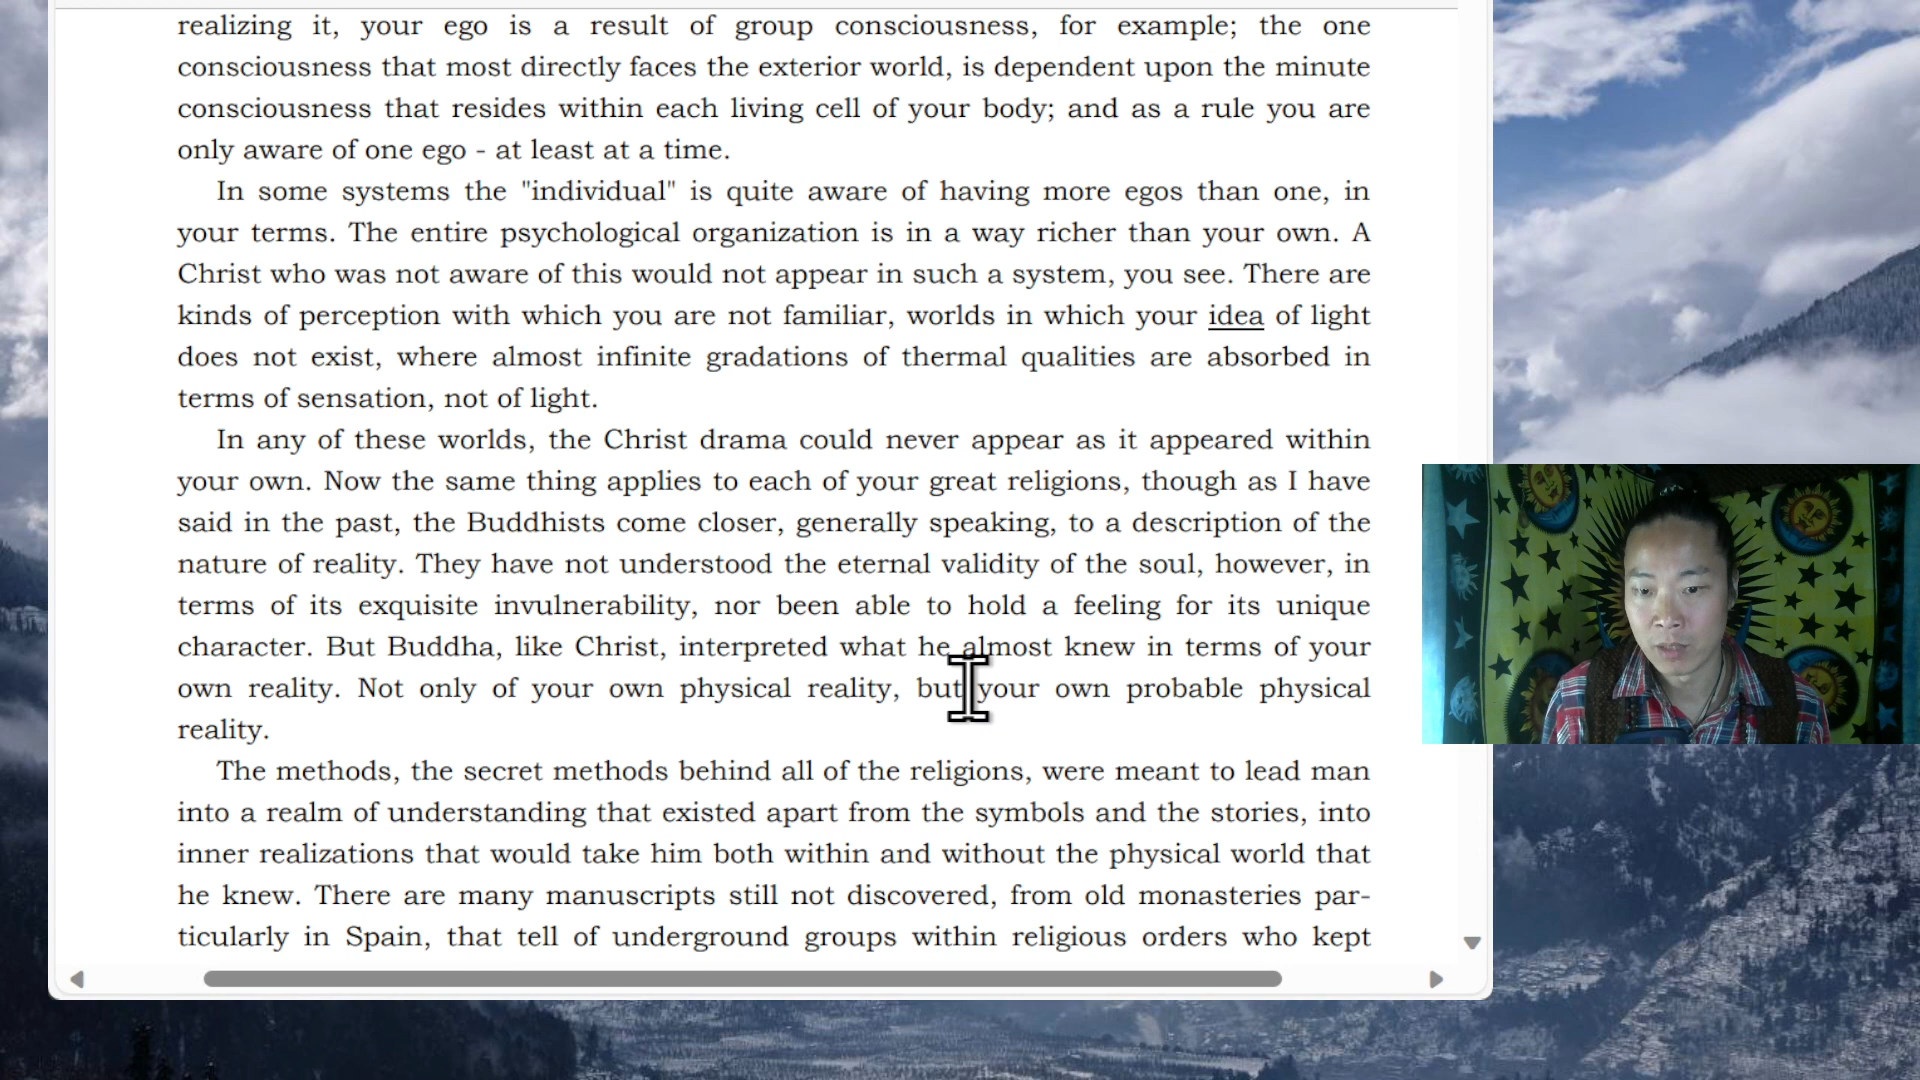 realizing it, your ego is a result of group consciousness, for example; the one
consciousness that most directly faces the exterior world, is dependent upon the minute
consciousness that resides within each living cell of your body; and as a rule you are
only aware of one ego - at least at a time.
In some systems the "individual" is quite aware of having more egos than one, in
your terms. The entire psychological organization is in a way richer than your own. A
Christ who was not aware of this would not appear in such a system, you see. There are
kinds of perception with which you are not familiar, worlds in which your idea of light
does not exist, where almost infinite gradations of thermal qualities are absorbed in
terms of sensation, not of light.
In any of these worlds, the Christ drama could never appear as it appeared within
your own. Now the same thing applies to each of your great religions, though as I have
said in the past, the Buddhists come closer, generally speaking, to a description of the
nature of reality. They have not understood the eternal validity of the soul, however, in
terms of its exquisite invulnerability, nor been able to hold a feeling for its unique
character. But Buddha, like Christ, interpreted what he almost knew in terms of your
own reality. Not only of your own physical reality, but your own probable physical
reality.
The methods, the secret methods behind all of the religions, were meant to lead man
into a realm of understanding that existed apart from the symbols and the stories, into
inner realizations that would take him both within and without the physical world that
he knew. There are many manuscripts still not discovered, from old monasteries par-
ticularly in Spain, that tell of underground groups within religious orders who kept